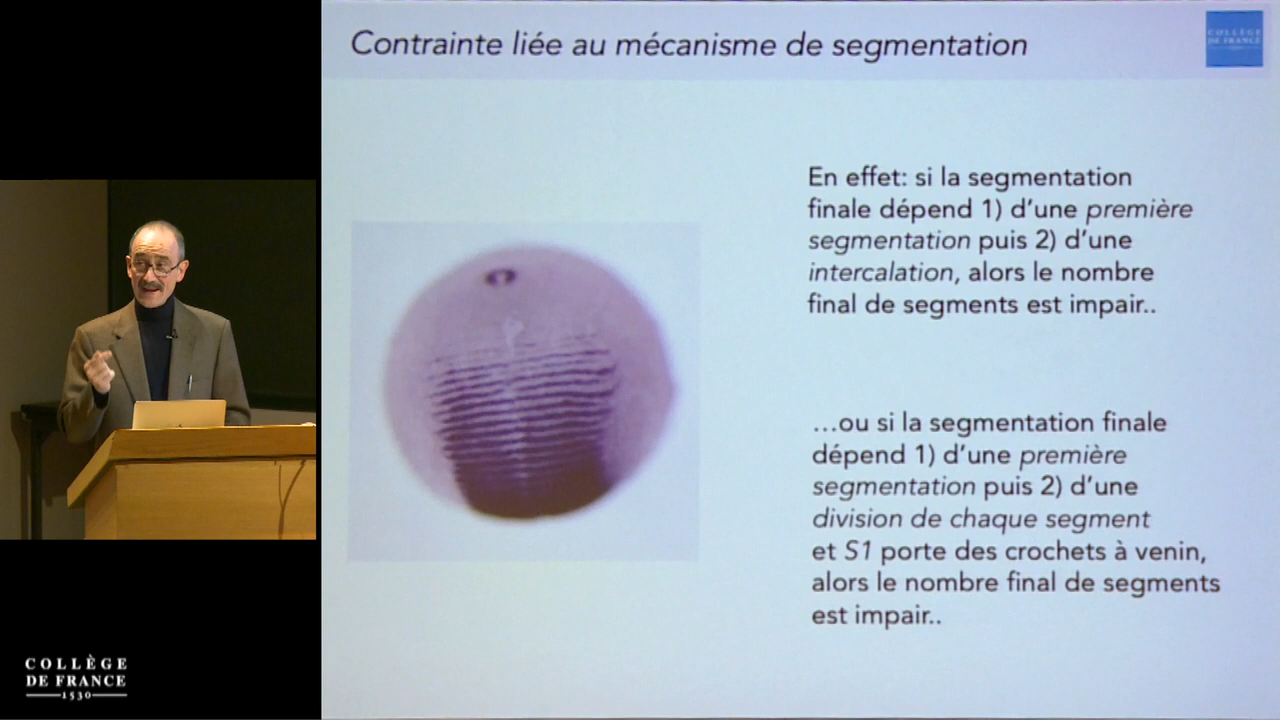 Contrainte liée au mécanisme de segmentation
COLLÈGE
DE FRANCE
En effet: si la segmentation
finale dépend 1) d'une première
segmentation puis 2) d'une
intercalation, alors le nombre
final de segments est impair..
...ou si la segmentation finale
dépend 1) d'une première
segmentation puis 2) d'une
division de chaque segment
et S1 porte des crochets à venin,
alors le nombre final de segments
est impair..
COLLÈGE
DE FRANCE
1530